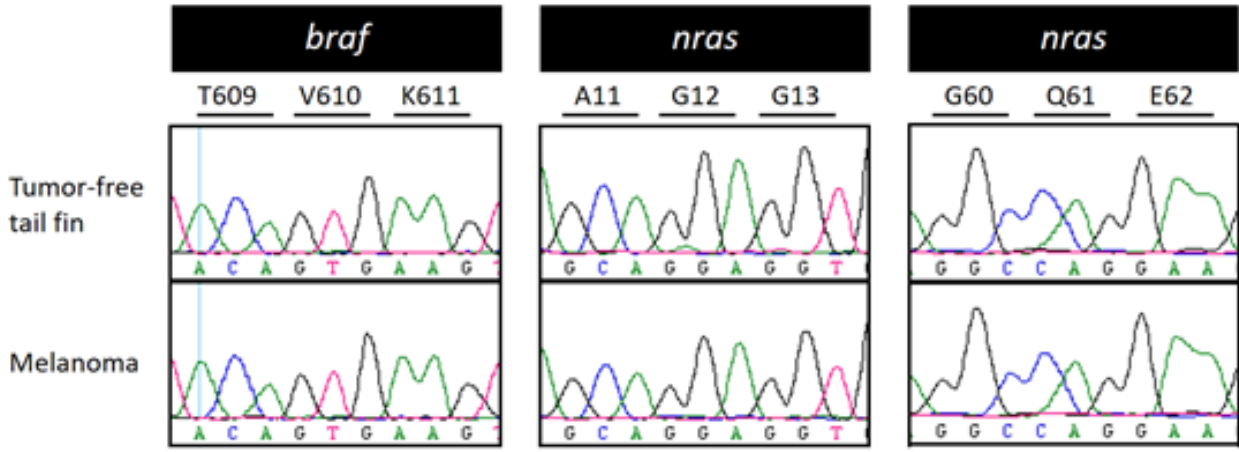 braf nras nras
T609 V610 K611 A11 G12 G13 G60 Q61 E62
Tumor-free
tail fin
A C A G T G A A G T G C A G G A G G T G G C C A G G A A
Melanoma
A C A G T G A A G T G C A G G A G G T G G C C A G G A A